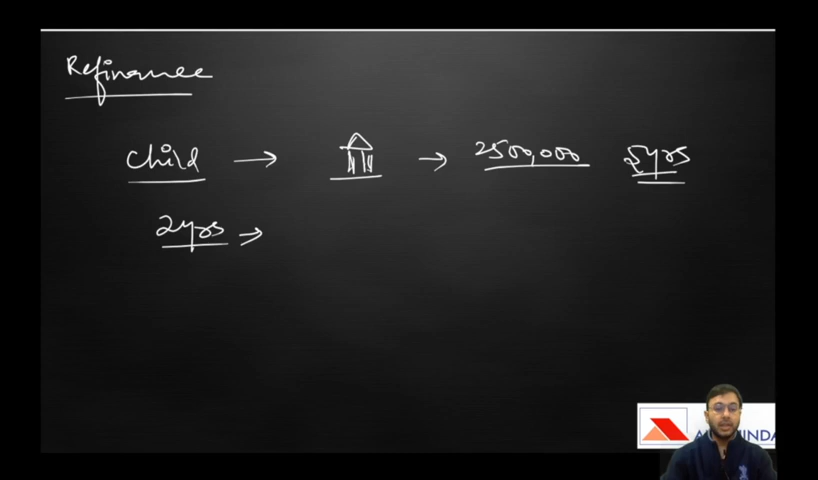 Refinance
Child → → 2500,000 5yrs
2yrs →